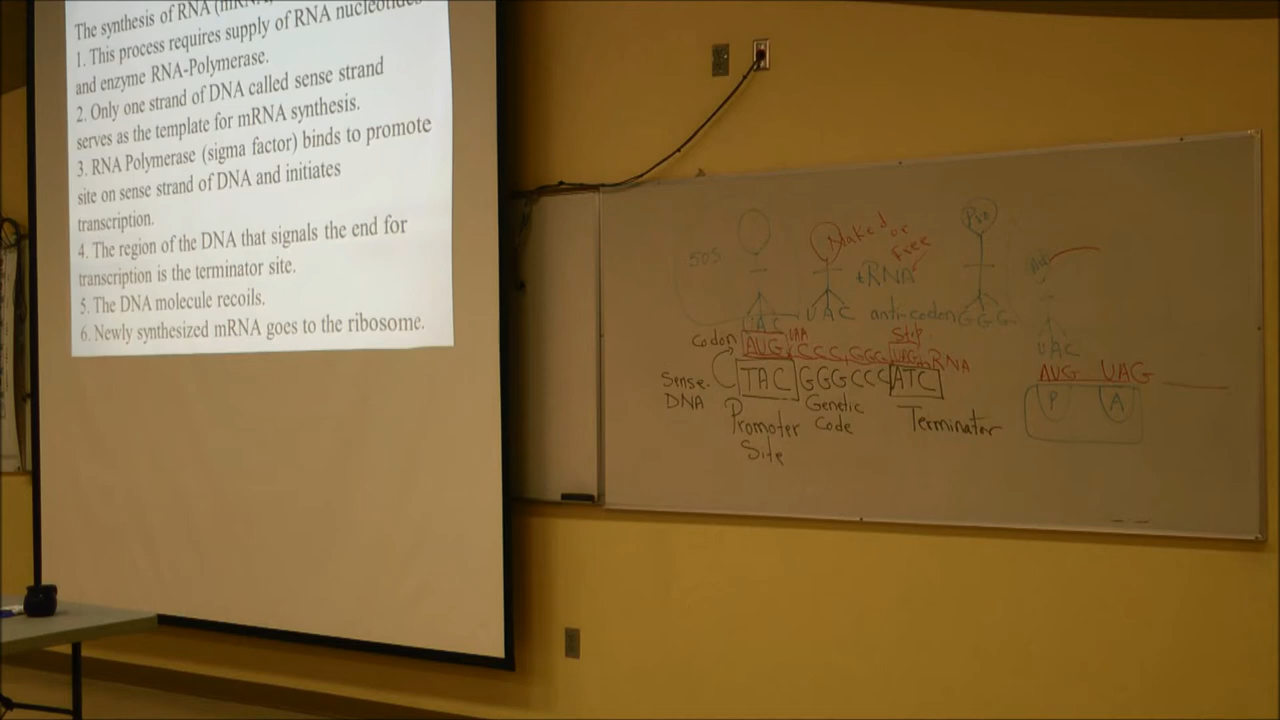 The synthesis of RNA (mRNA,
1. This process requires supply of RNA nucleotides
and enzyme RNA-Polymerase.
2. Only one strand of DNA called sense strand
serves as the template for mRNA synthesis.
3. RNA Polymerase (sigma factor) binds to promote
site on sense strand of DNA and initiates
transcription.
4. The region of the DNA that signals the end for
transcription is the terminator site.
5. The DNA molecule recoils.
6. Newly synthesized mRNA goes to the ribosome.
50S
Naked or
Free
tRNA
Pro
UAC
UAC
anti-codon
GGG
Codon
AUG
UAA
CCC
GGG
Stop
UAG
mRNA
Sense
DNA
TAC
GGGCCC
ATC
Promoter
Site
Genetic
Code
Terminator
UAC
AUG
UAG
P
A